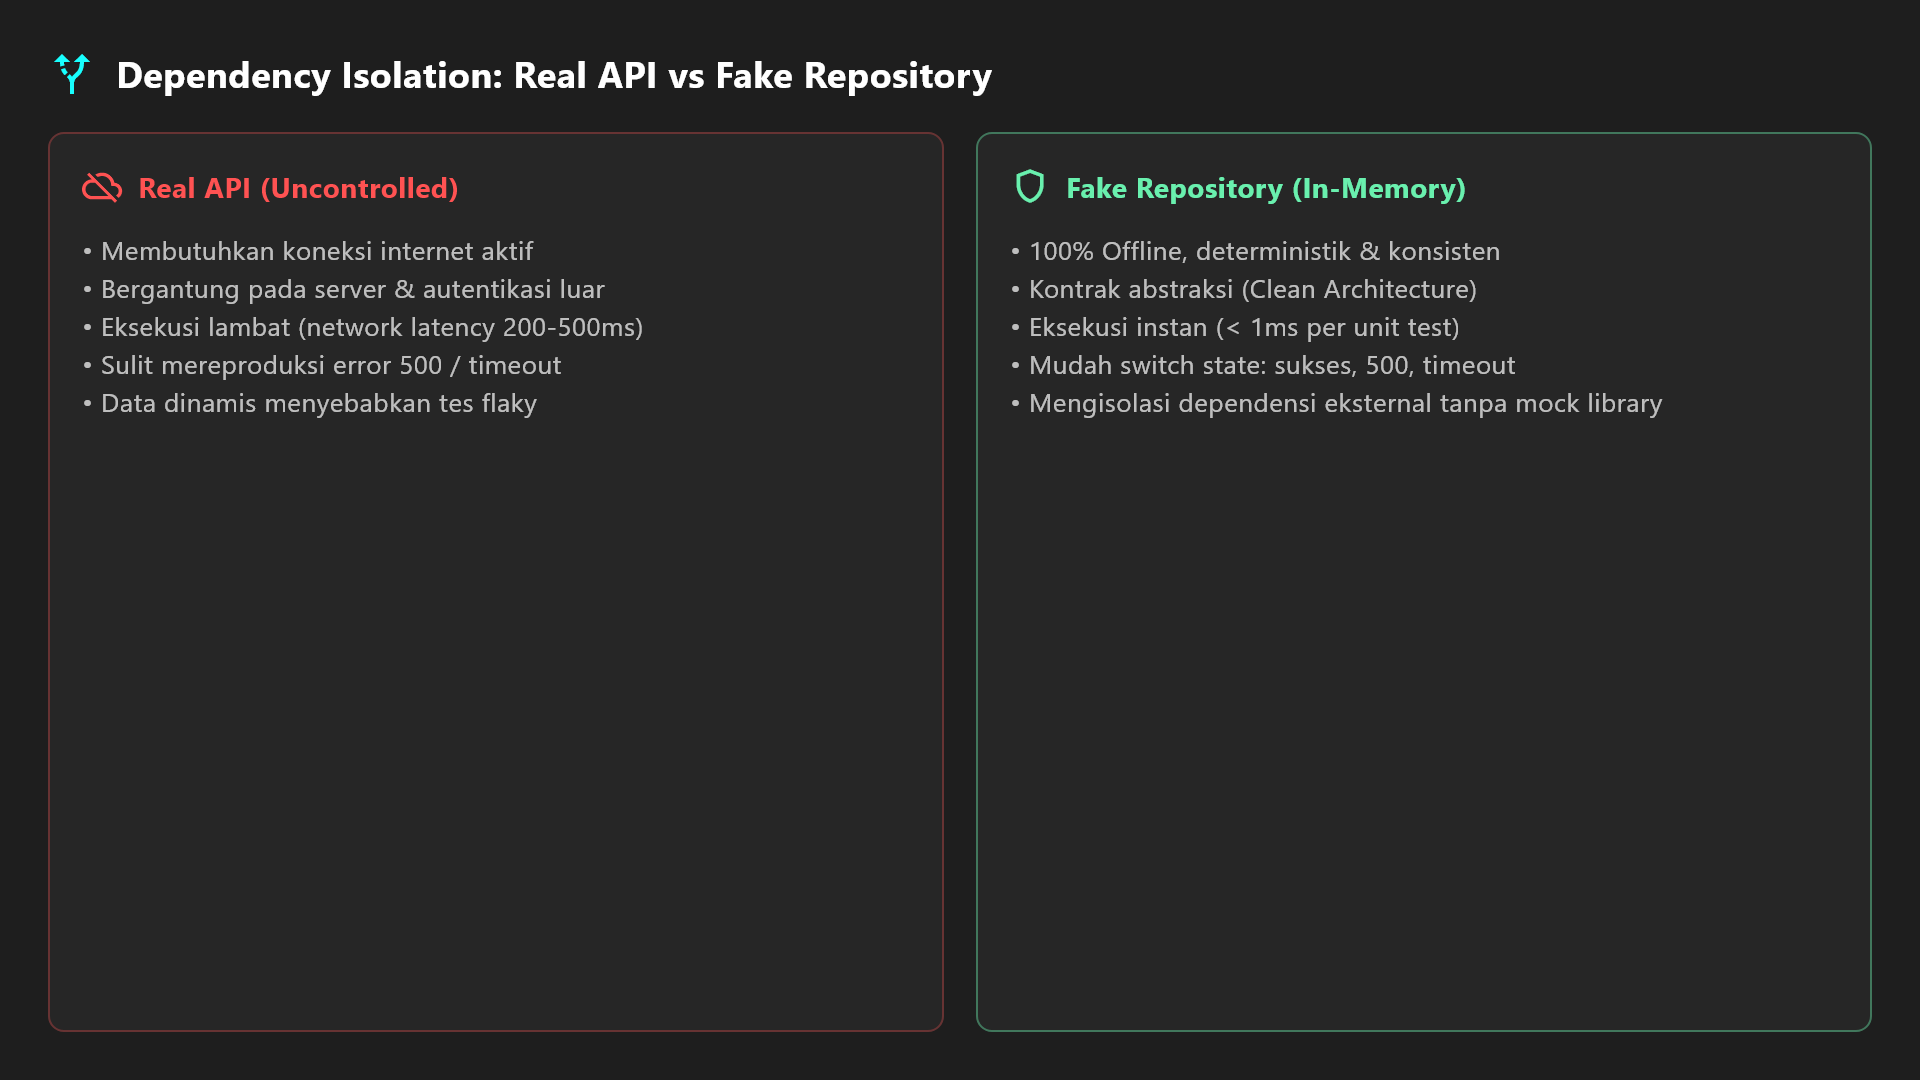 Dependency Isolation: Real API vs Fake Repository
Real API (Uncontrolled)
• Membutuhkan koneksi internet aktif
• Bergantung pada server & autentikasi luar
• Eksekusi lambat (network latency 200-500ms)
• Sulit mereproduksi error 500 / timeout
• Data dinamis menyebabkan tes flaky
Fake Repository (In-Memory)
• 100% Offline, deterministik & konsisten
• Kontrak abstraksi (Clean Architecture)
• Eksekusi instan (< 1ms per unit test)
• Mudah switch state: sukses, 500, timeout
• Mengisolasi dependensi eksternal tanpa mock library